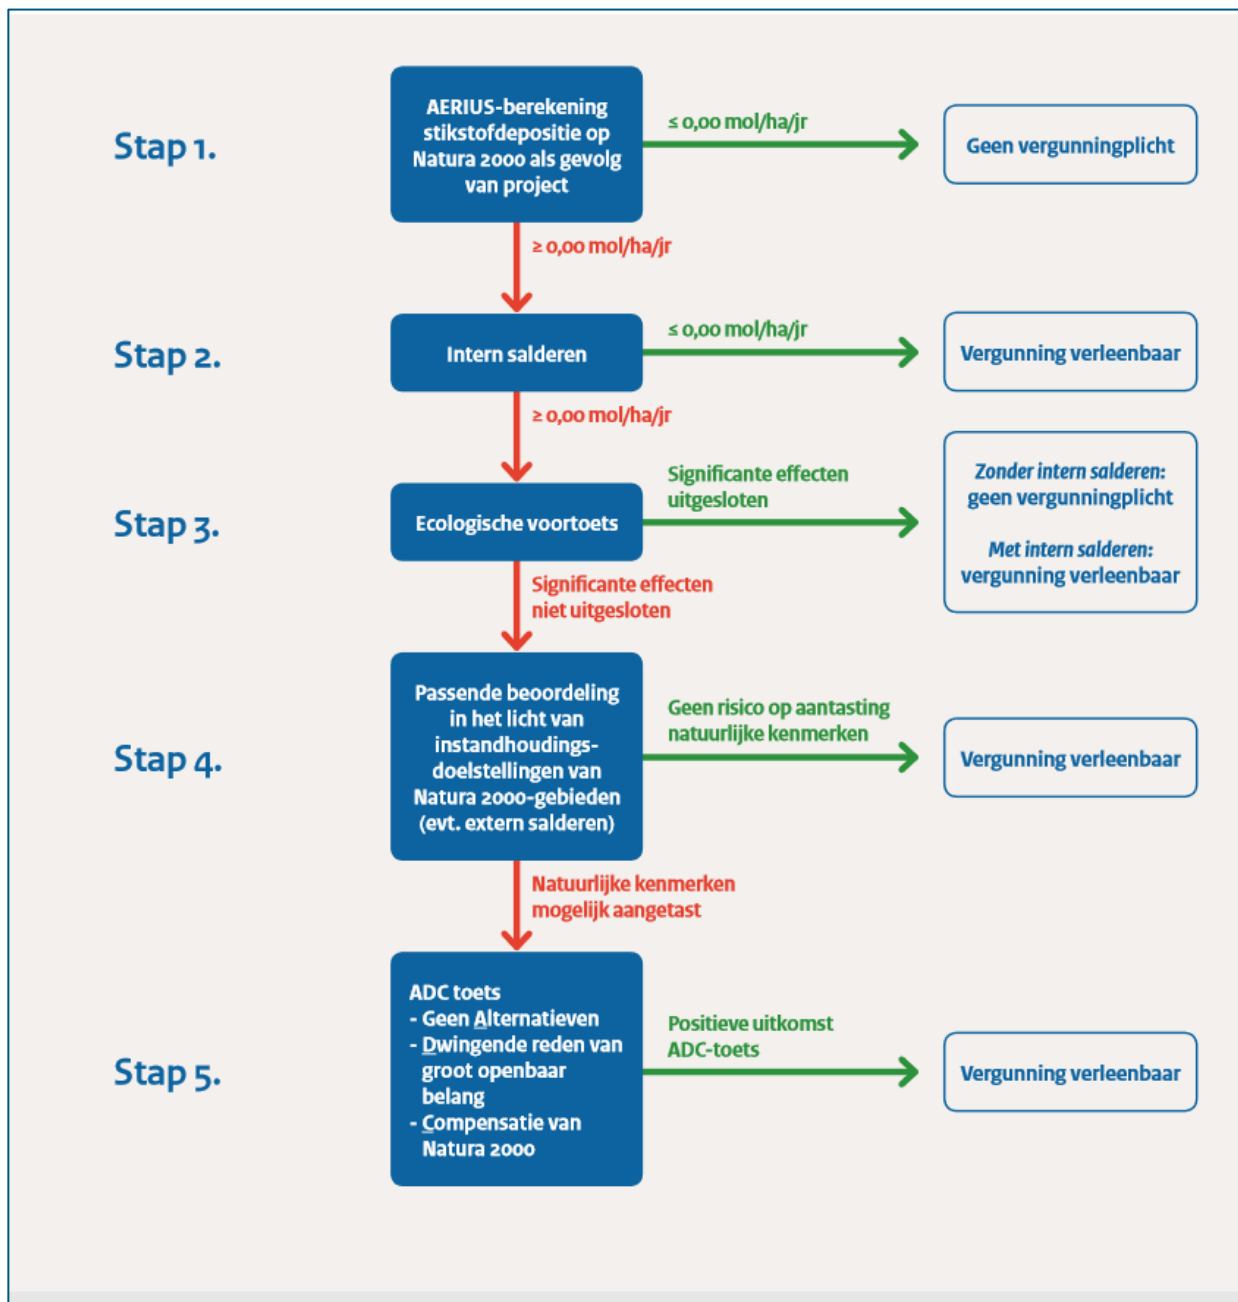 Stap 1.
AERIUS-berekening
stikstofdepositie op
Natura 2000 als gevolg
van project
≤ 0,00 mol/ha/jr
Geen vergunningplicht
≥ 0,00 mol/ha/jr
Stap 2.
Intern salderen
≤ 0,00 mol/ha/jr
Vergunning verleenbaar
≥ 0,00 mol/ha/jr
Stap 3.
Ecologische voortoets
Significante effecten
uitgesloten
Zonder intern salderen:
geen vergunningplicht
Met intern salderen:
vergunning verleenbaar
Significante effecten
niet uitgesloten
Stap 4.
Passende beoordeling
in het licht van
instandhoudings-
doelstellingen van
Natura 2000-gebieden
(evt. extern salderen)
Geen risico op aantasting
natuurlijke kenmerken
Vergunning verleenbaar
Natuurlijke kenmerken
mogelijk aangetast
Stap 5.
ADC toets
- Geen Alternatieven
- Dwingende reden van
groot openbaar
belang
- Compensatie van
Natura 2000
Positieve uitkomst
ADC-toets
Vergunning verleenbaar